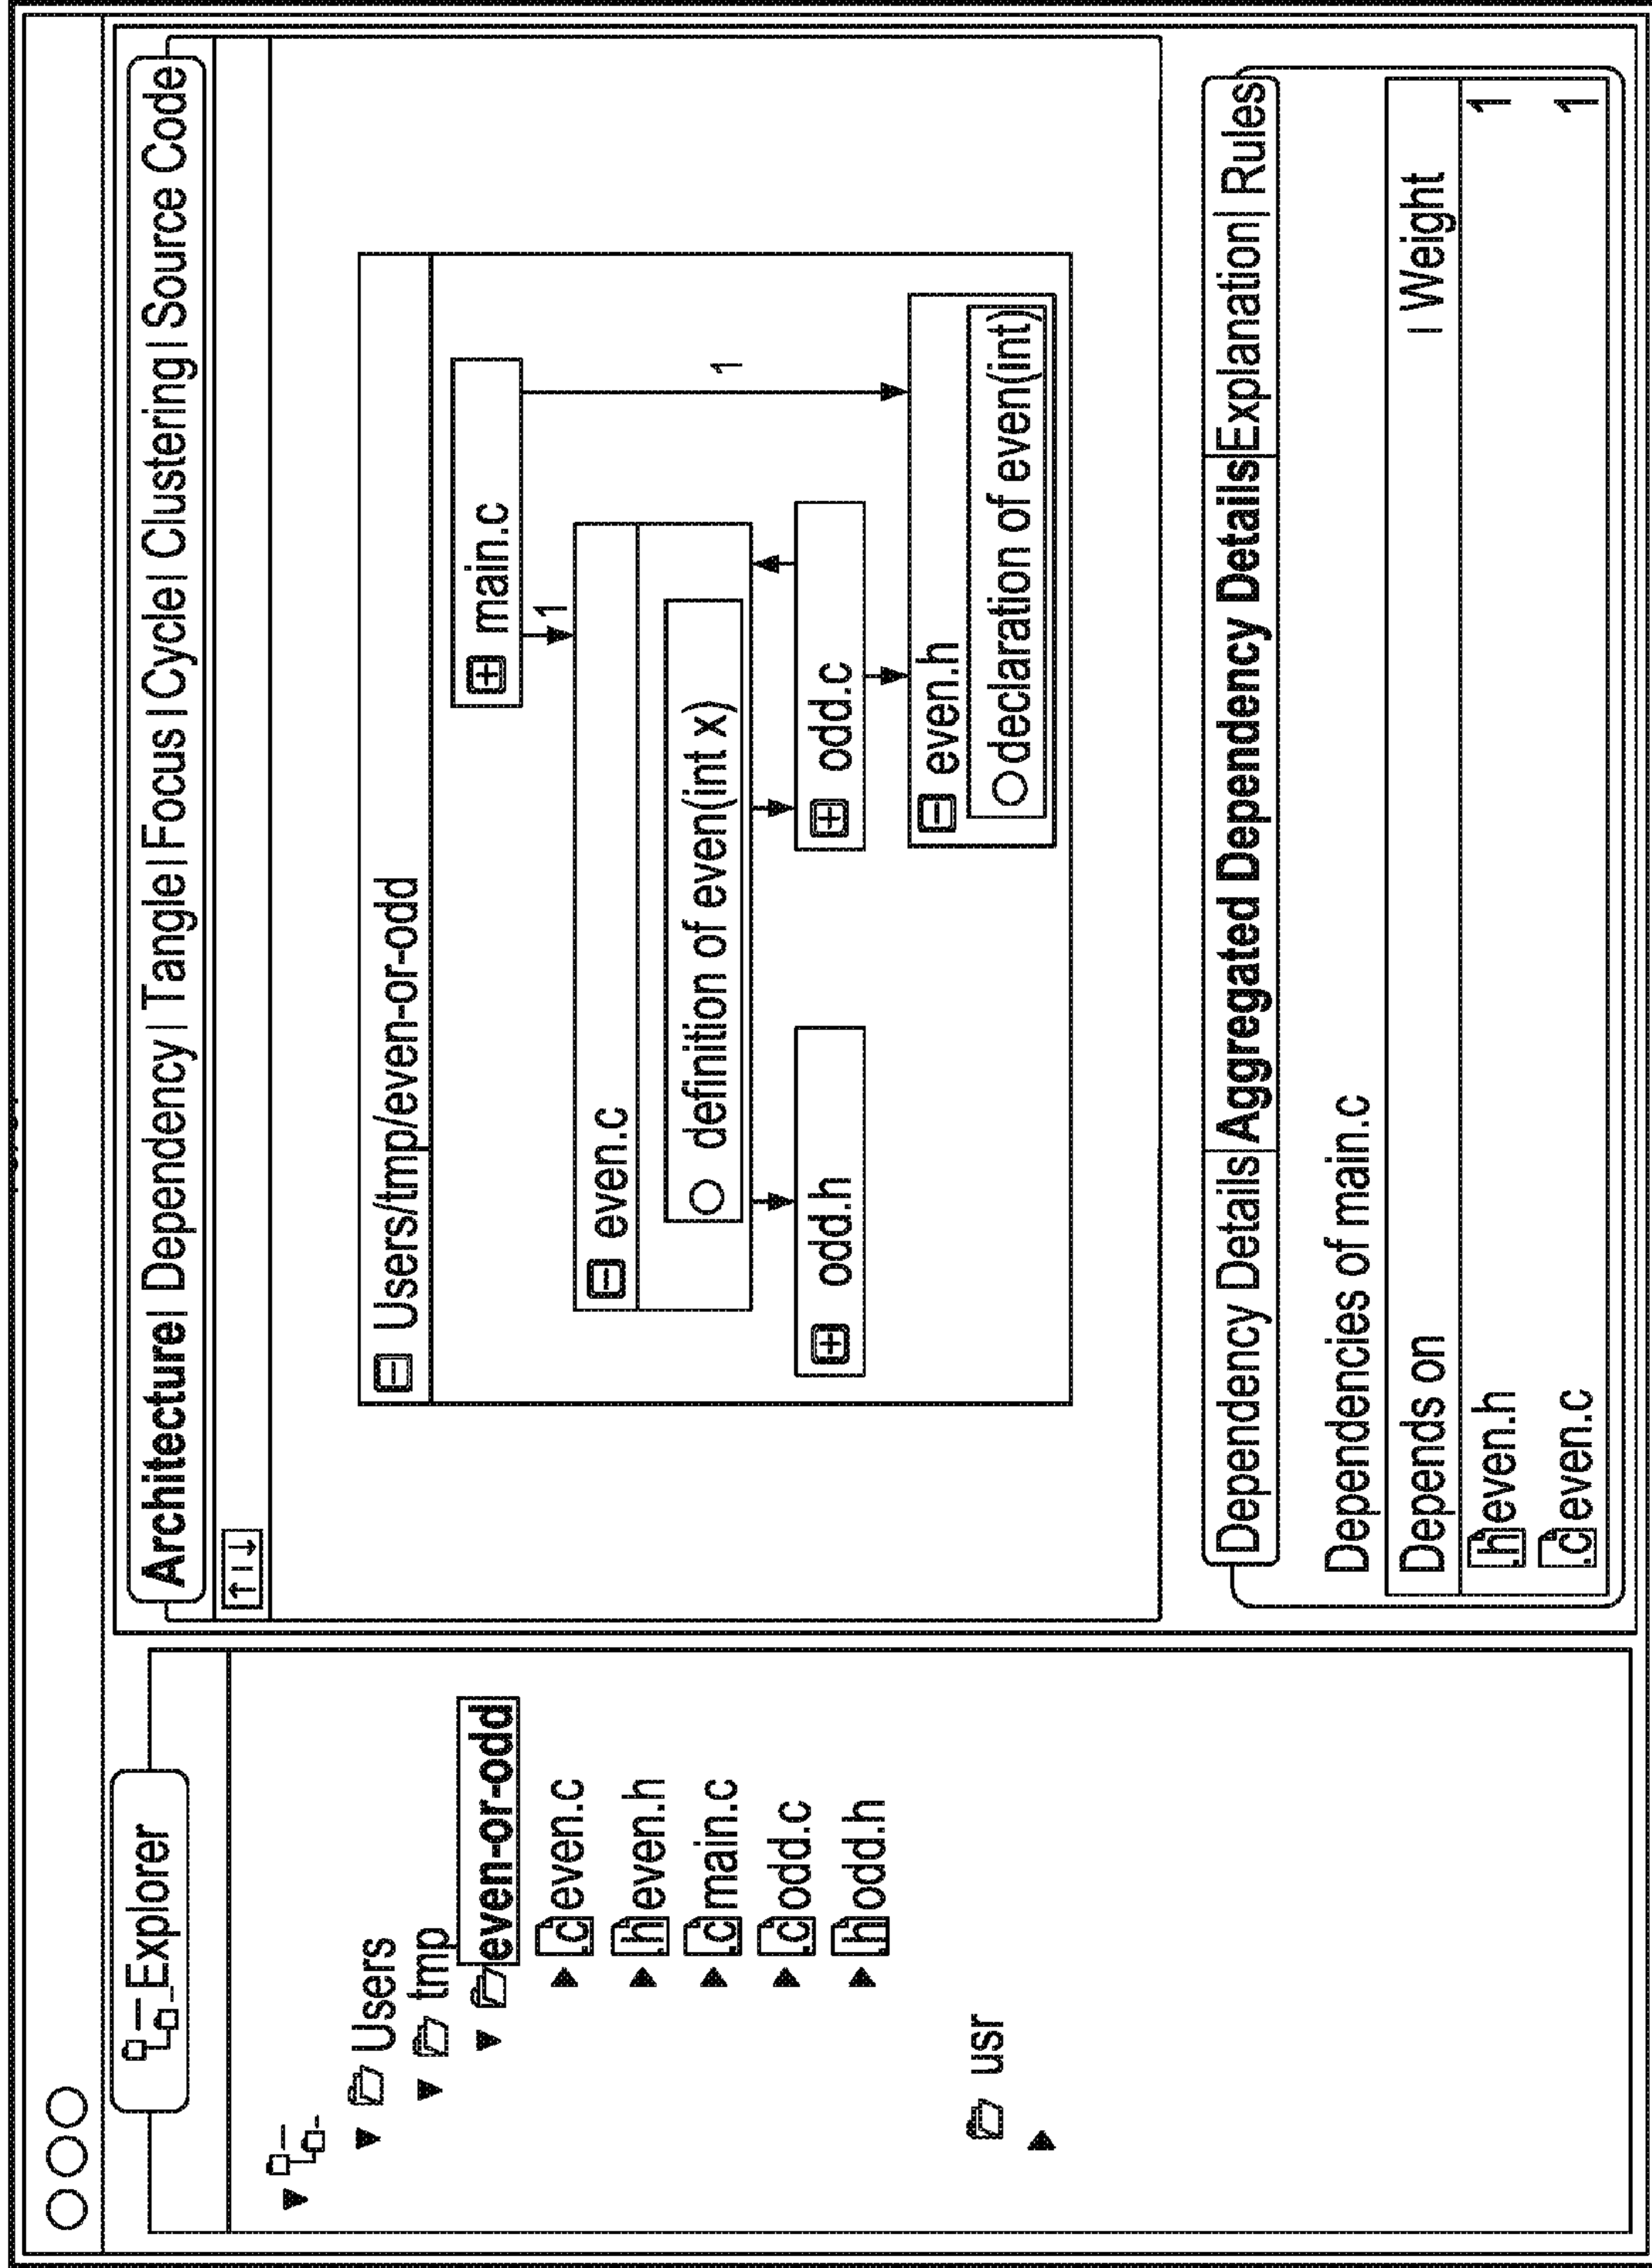 Explorer
Users
tmp
even-or-odd
.c even.c
.h even.h
.c main.c
.c odd.c
.h odd.h
usr
Architecture| Dependency | Tangle | Focus | Cycle| Clustering| Source Code
Users/tmp/even-or-odd
main.c
1
1
even.c
definition of even(int x)
odd.h
odd.c
even.h
declaration of even(int)
Dependency Details| Aggregated Dependency Details| Explanation| Rules
Dependencies of main.c
Depends on | Weight
.h even.h 1
.c even.c 1